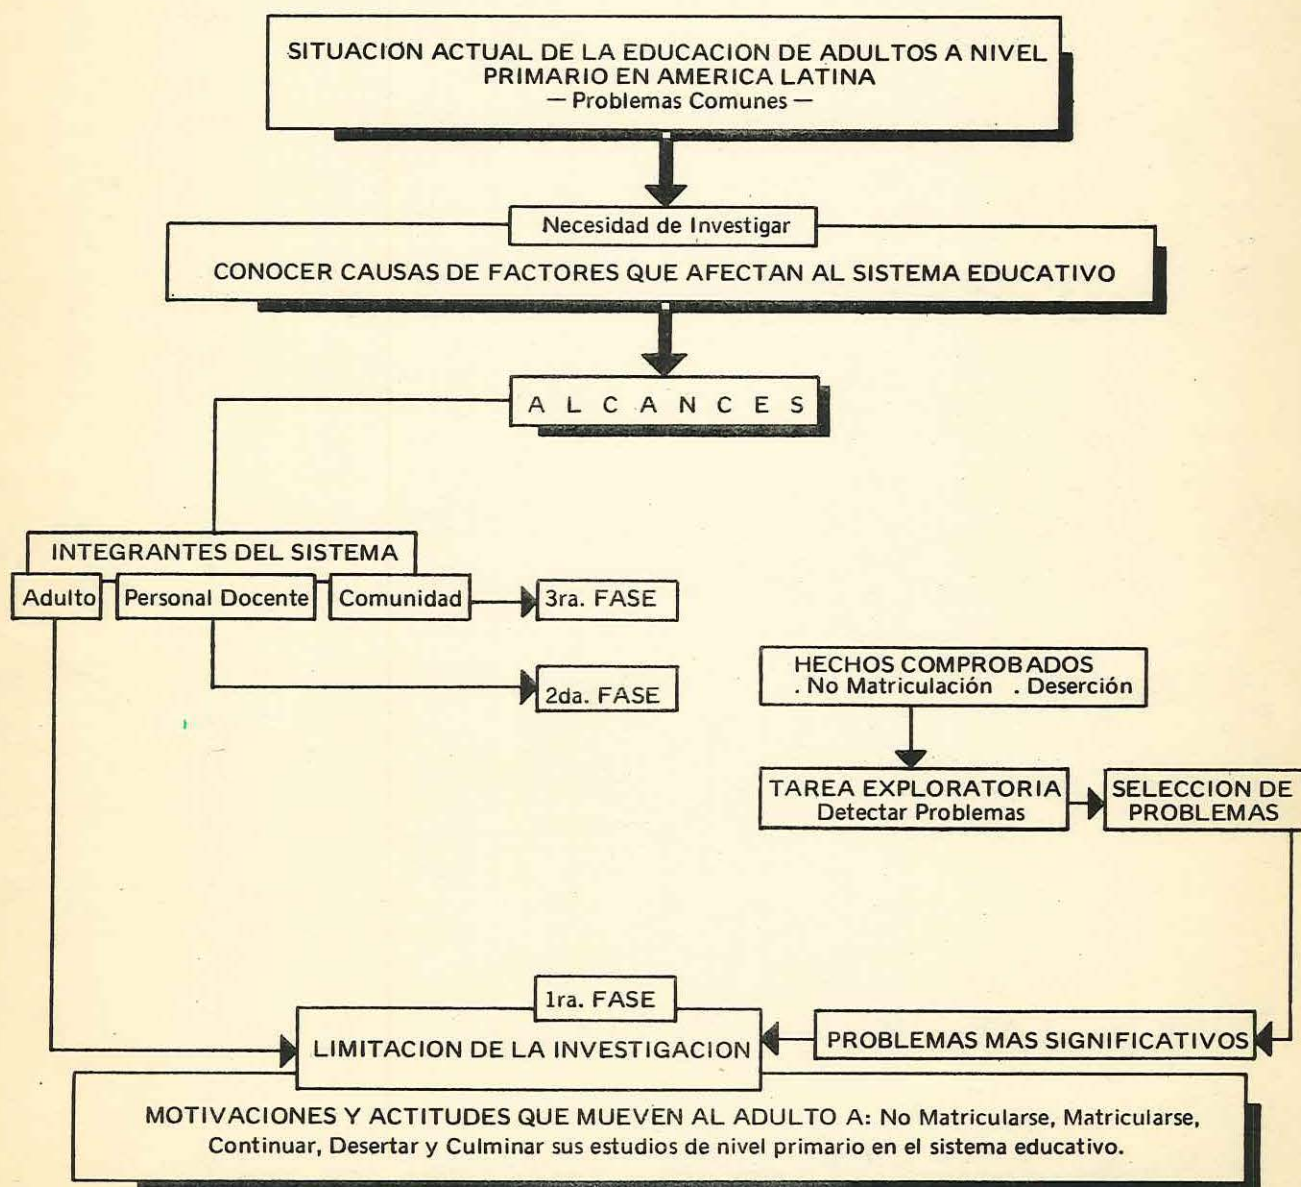 SITUACION ACTUAL DE LA EDUCACION DE ADULTOS A NIVEL
PRIMARIO EN AMERICA LATINA
— Problemas Comunes —
Necesidad de Investigar
CONOCER CAUSAS DE FACTORES QUE AFECTAN AL SISTEMA EDUCATIVO
A L C A N C E S
INTEGRANTES DEL SISTEMA
Adulto
Personal Docente
Comunidad
3ra. FASE
2da. FASE
HECHOS COMPROBADOS
. No Matriculación . Deserción
TAREA EXPLORATORIA
Detectar Problemas
SELECCION DE
PROBLEMAS
1ra. FASE
LIMITACION DE LA INVESTIGACION
PROBLEMAS MAS SIGNIFICATIVOS
MOTIVACIONES Y ACTITUDES QUE MUEVEN AL ADULTO A: No Matricularse, Matricularse,
Continuar, Desertar y Culminar sus estudios de nivel primario en el sistema educativo.